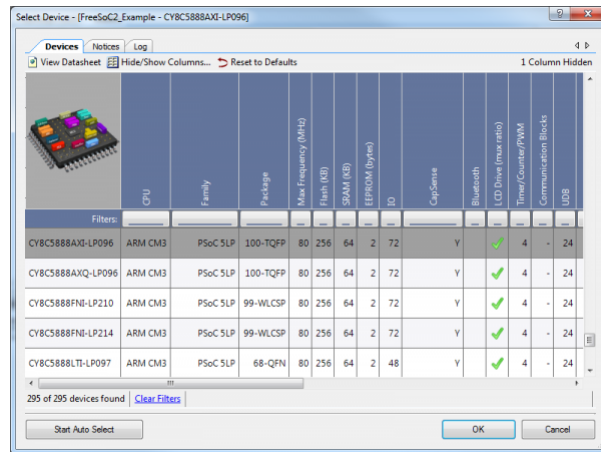 Select Device - [FreeSoC2_Example - CY8C5888AXI-LP096]
Devices Notices Log
View Datasheet Hide/Show Columns... Reset to Defaults 1 Column Hidden
CPU Family Package Max Frequency (MHz) Flash (KB) SRAM (KB) EEPROM (bytes) IO CapSense Bluetooth LCD Drive (mux ratio) Timer/Counter/PWM Communication Blocks UDB
Filters:
CY8C5888AXI-LP096 ARM CM3 PSoC 5LP 100-TQFP 80 256 64 2 72 Y 4 - 24
CY8C5888AXQ-LP096 ARM CM3 PSoC 5LP 100-TQFP 80 256 64 2 72 Y 4 - 24
CY8C5888FNI-LP210 ARM CM3 PSoC 5LP 99-WLCSP 80 256 64 2 72 Y 4 - 24
CY8C5888FNI-LP214 ARM CM3 PSoC 5LP 99-WLCSP 80 256 64 2 72 Y 4 - 24
CY8C5888LTI-LP097 ARM CM3 PSoC 5LP 68-QFN 80 256 64 2 48 Y 4 - 24
295 of 295 devices found Clear Filters
Start Auto Select OK Cancel